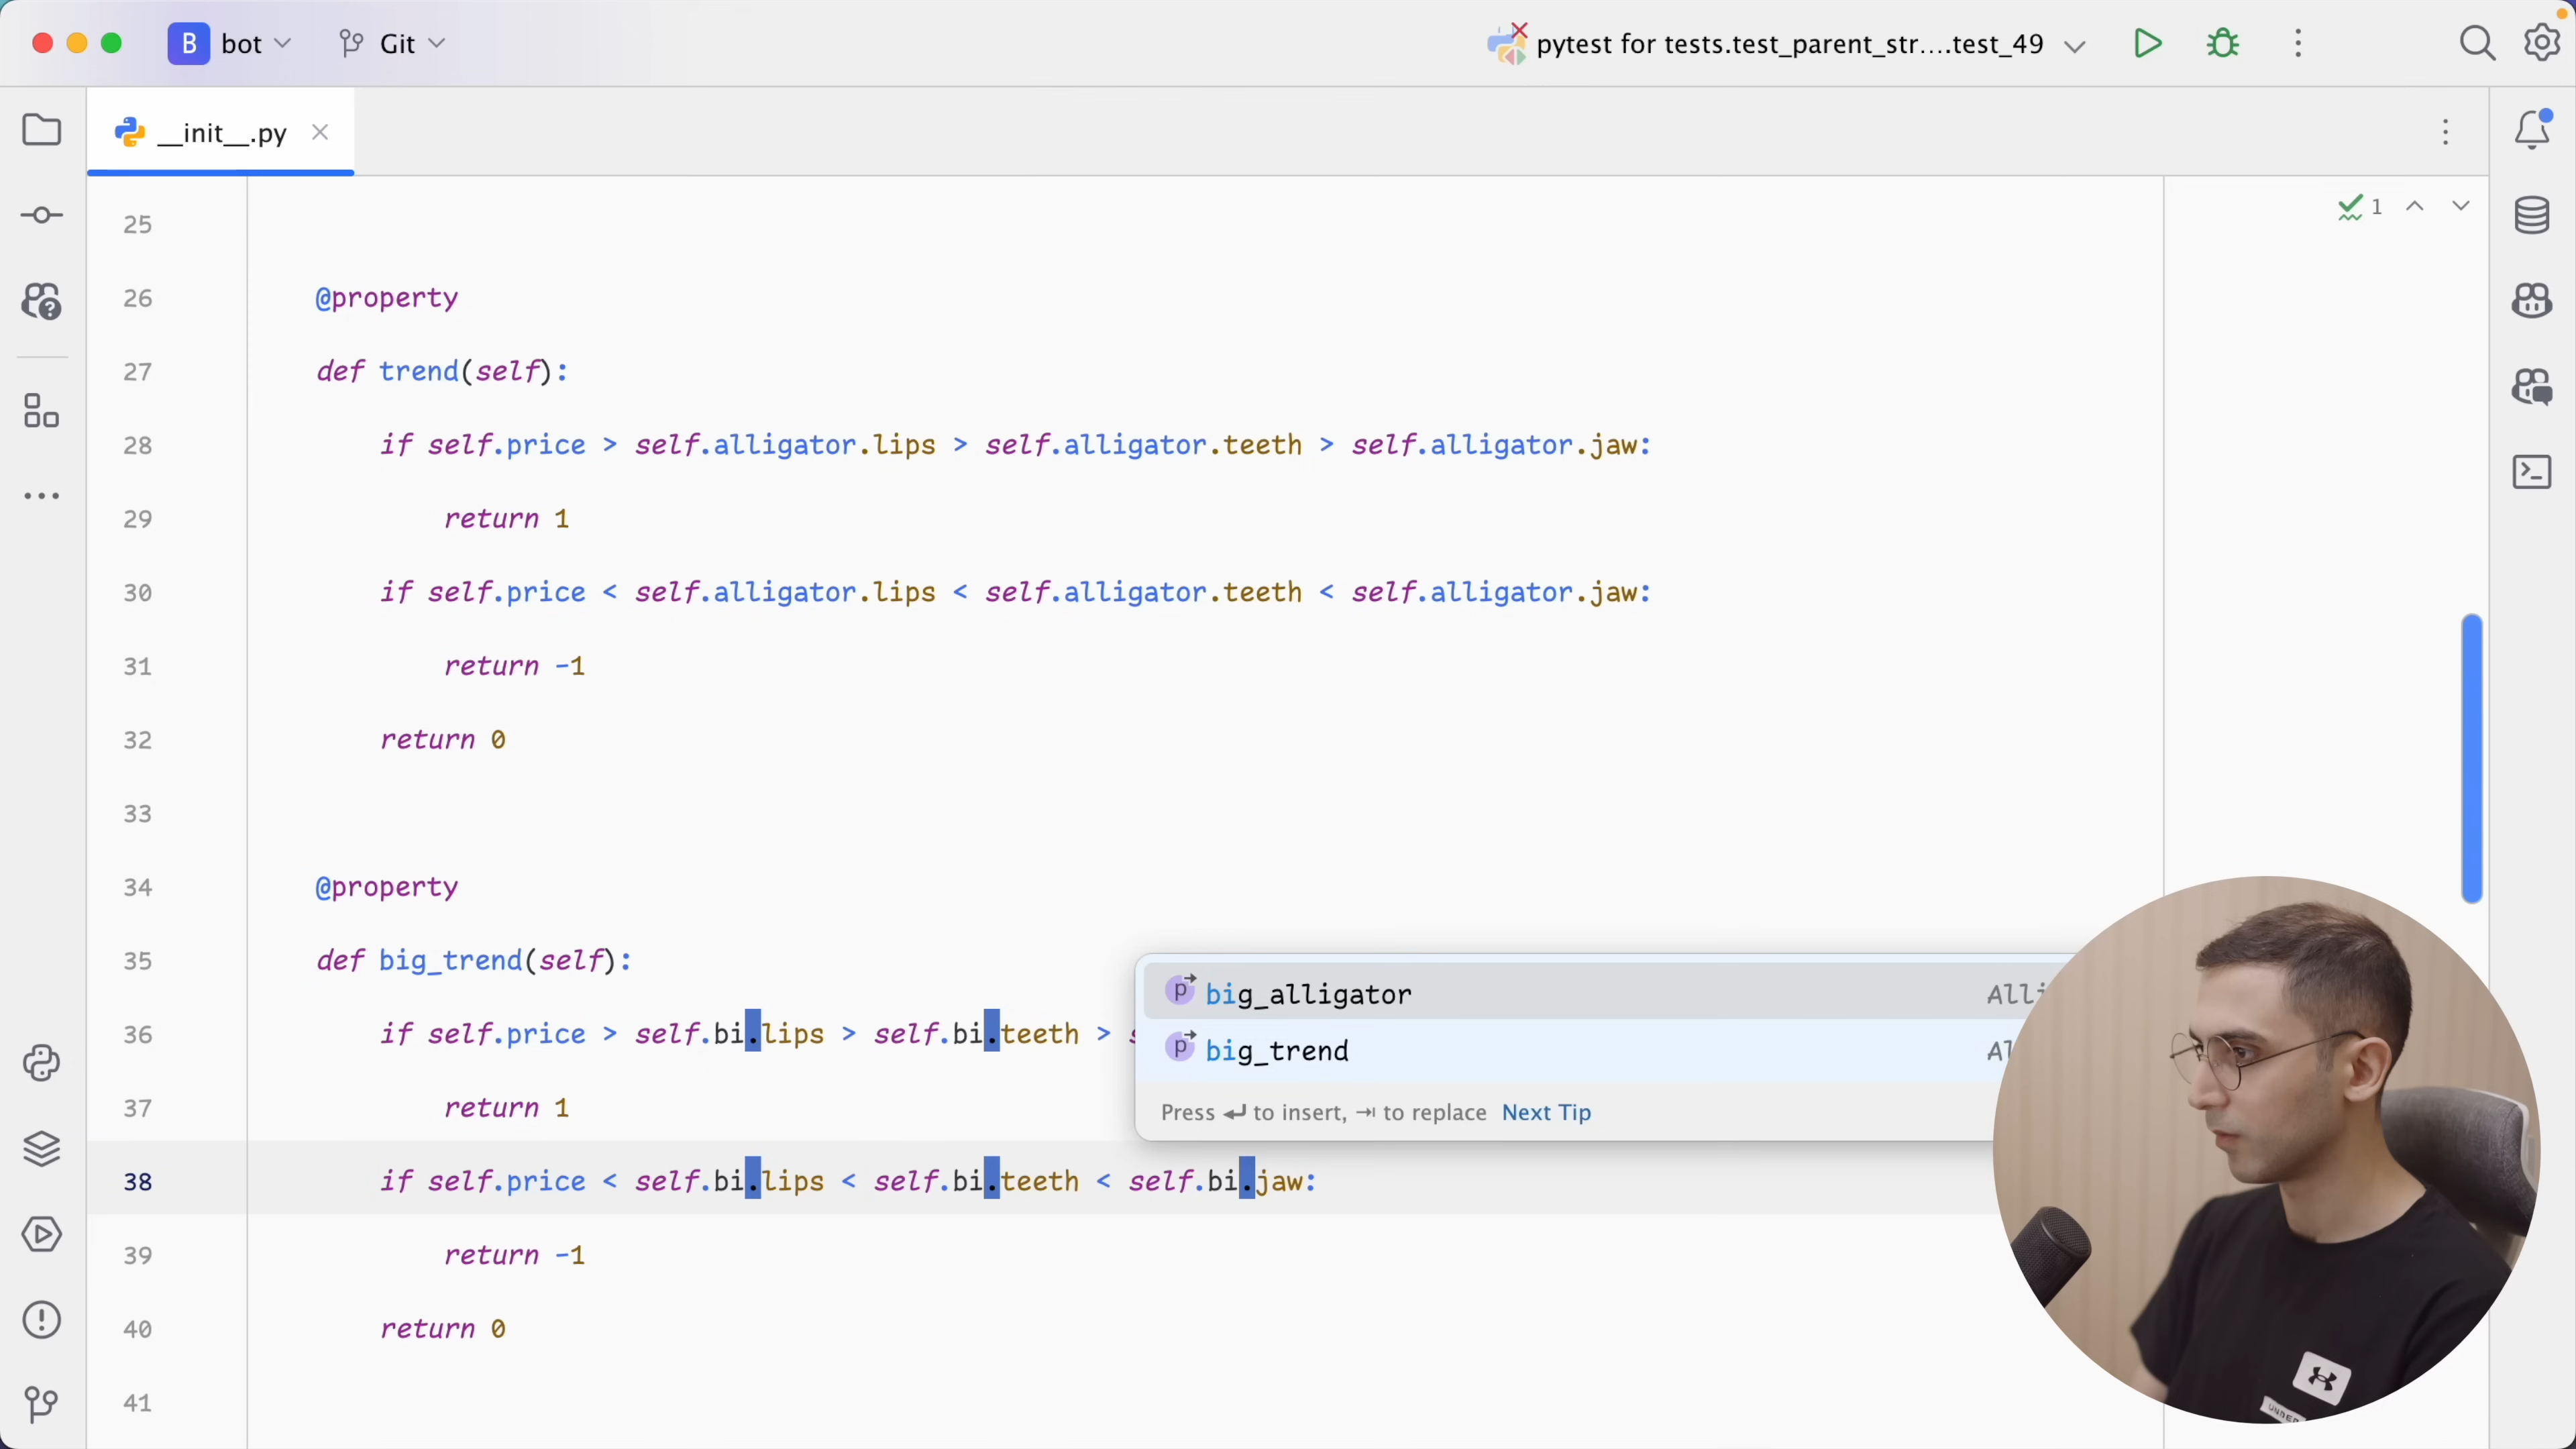 B bot Git pytest for tests.test_parent_str....test_49
__init__.py
1
25
26 @property
27 def trend(self):
28 if self.price > self.alligator.lips > self.alligator.teeth > self.alligator.jaw:
29 return 1
30 if self.price < self.alligator.lips < self.alligator.teeth < self.alligator.jaw:
31 return -1
32 return 0
33
34 @property
35 def big_trend(self):
big_alligator Alli
36 if self.price > self.bi.lips > self.bi.teeth >
big_trend Al
37 return 1
Press ↵ to insert, ⇥ to replace Next Tip
38 if self.price < self.bi.lips < self.bi.teeth < self.bi.jaw:
39 return -1
40 return 0
41
UNDER